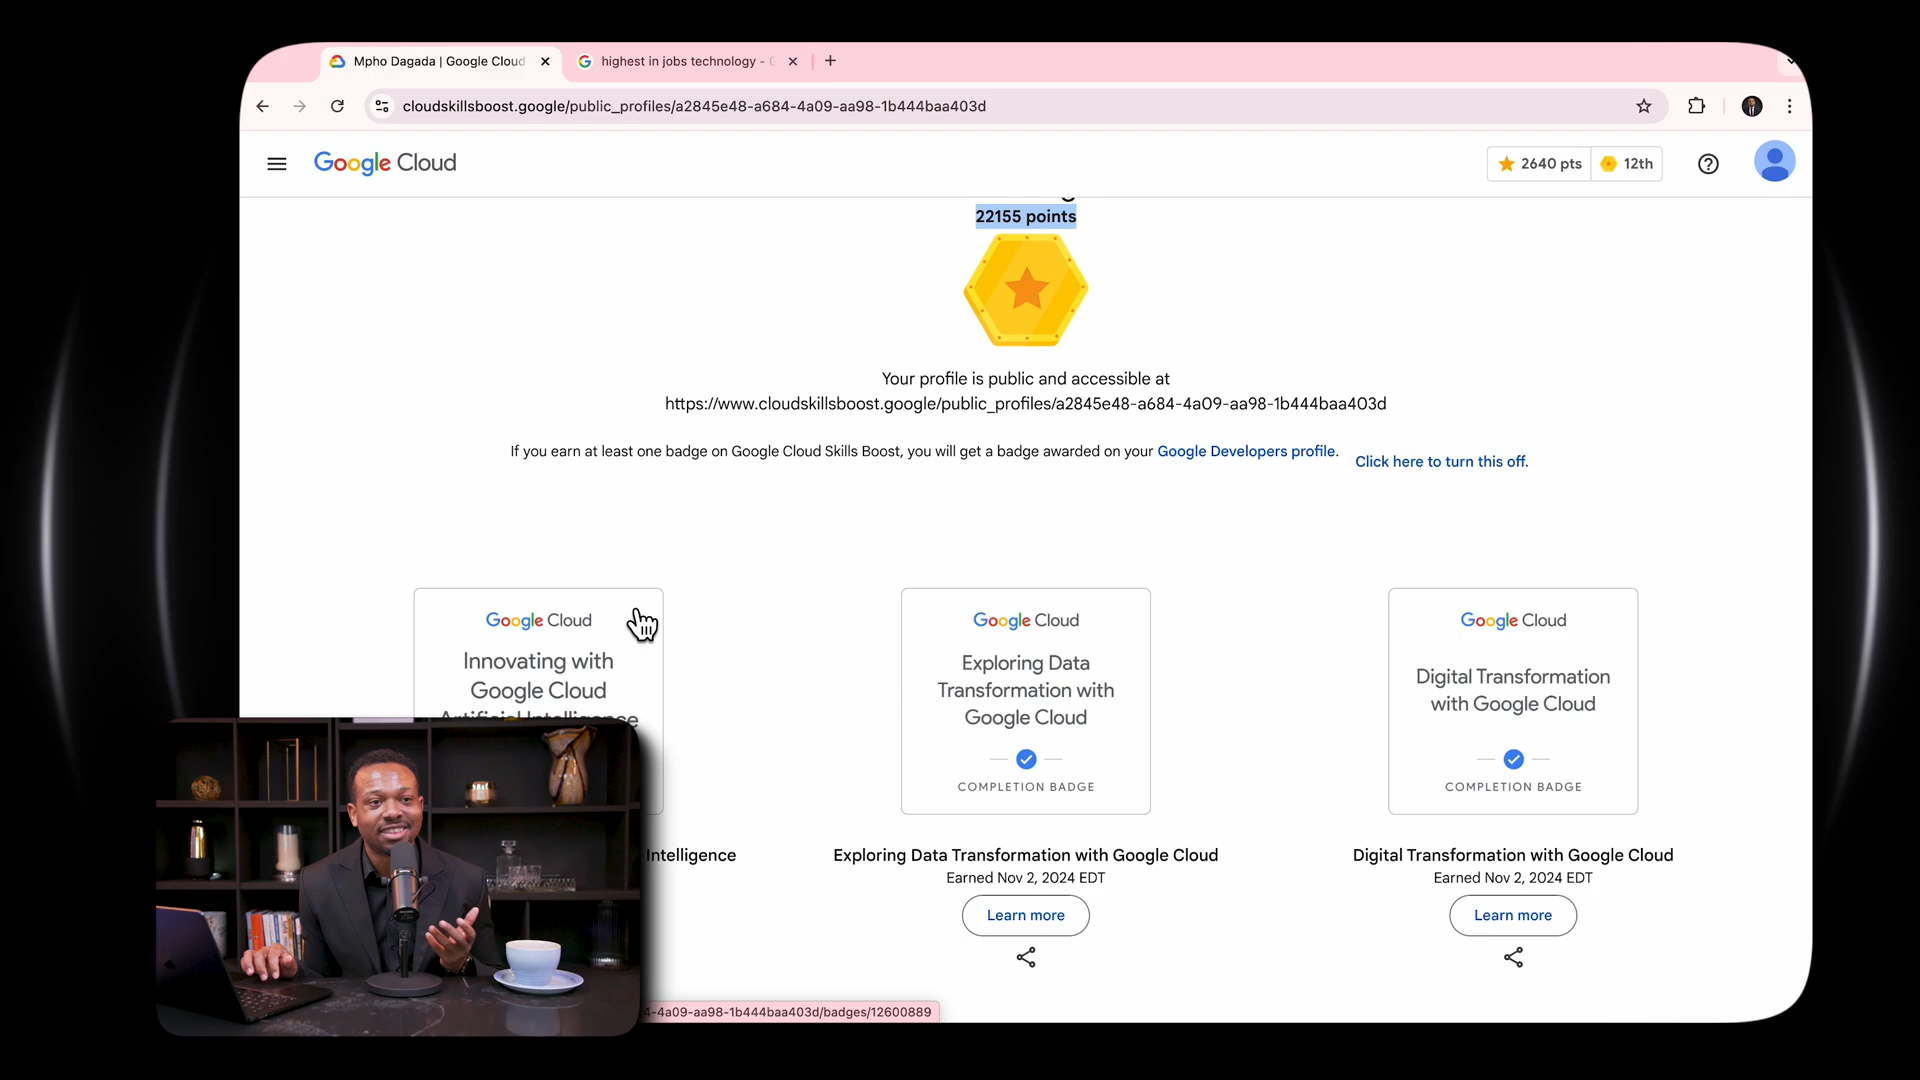 Mpho Dagada | Google Cloud
highest in jobs technology -
cloudskillsboost.google/public_profiles/a2845e48-a684-4a09-aa98-1b444baa403d
Google Cloud
2640 pts
12th
22155 points
Your profile is public and accessible at
https://www.cloudskillsboost.google/public_profiles/a2845e48-a684-4a09-aa98-1b444baa403d
If you earn at least one badge on Google Cloud Skills Boost, you will get a badge awarded on your Google Developers profile.
Click here to turn this off.
Google Cloud
Innovating with
Google Cloud
Artificial Intelligence
Intelligence
Google Cloud
Exploring Data
Transformation with
Google Cloud
COMPLETION BADGE
Exploring Data Transformation with Google Cloud
Earned Nov 2, 2024 EDT
Learn more
Google Cloud
Digital Transformation
with Google Cloud
COMPLETION BADGE
Digital Transformation with Google Cloud
Earned Nov 2, 2024 EDT
Learn more
4-4a09-aa98-1b444baa403d/badges/12600889